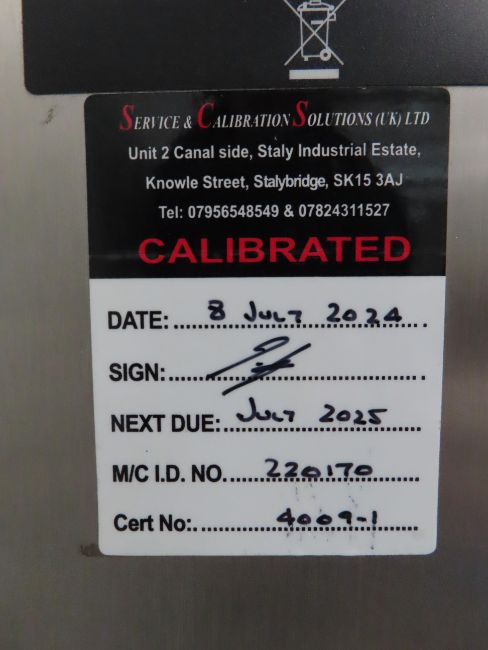 SERVICE & CALIBRATION SOLUTIONS (UK) LTD
Unit 2 Canal side, Staly Industrial Estate,
Knowle Street, Stalybridge, SK15 3AJ
Tel: 07956548549 & 07824311527
CALIBRATED
DATE: 8 JULY 2024
SIGN:
NEXT DUE: JULY 2025
M/C I.D. NO. 220170
Cert No: 4009-1